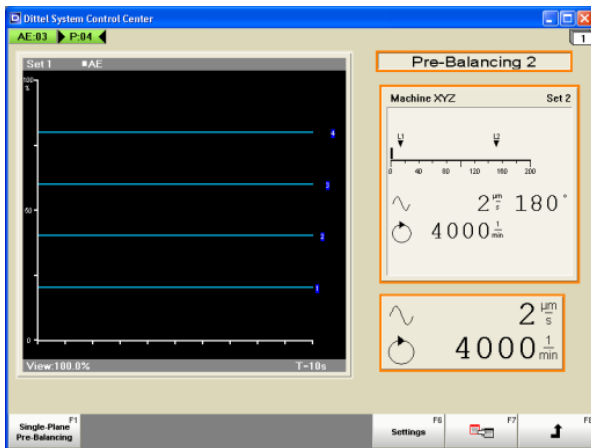 Dittel System Control Center
AE:03 P:04
1
Set 1 ■AE
100
%
4
3
50
2
1
0
View:100.0% T-10s
Pre-Balancing 2
Machine XYZ Set 2
L1 L2
0 40 80 120 160 200
2 µm/s 180°
4000 1/min
2 µm/s
4000 1/min
F1
Single-Plane
Pre-Balancing
F6
Settings
F7
F8